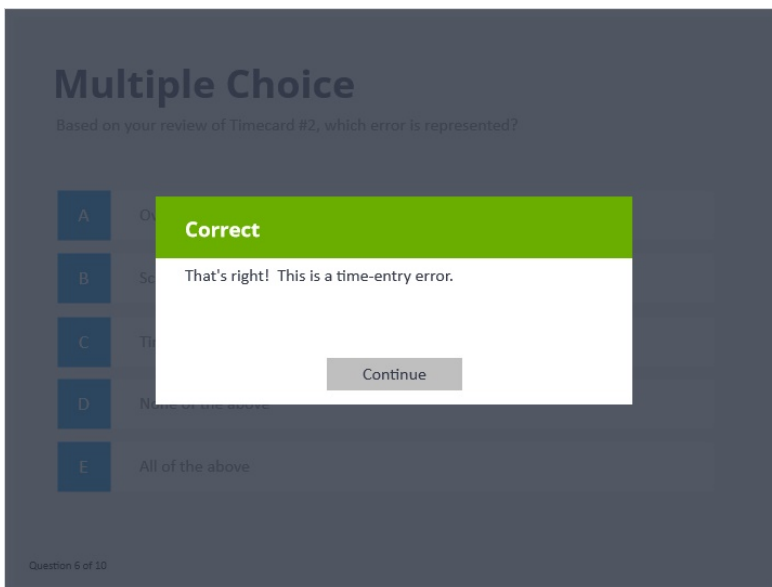 Multiple Choice
Based on your review of Timecard #2, which error is represented?
A
Correct
That's right! This is a time-entry error.
B
C
Continue
D None of the above
E All of the above
Question 6 of 10